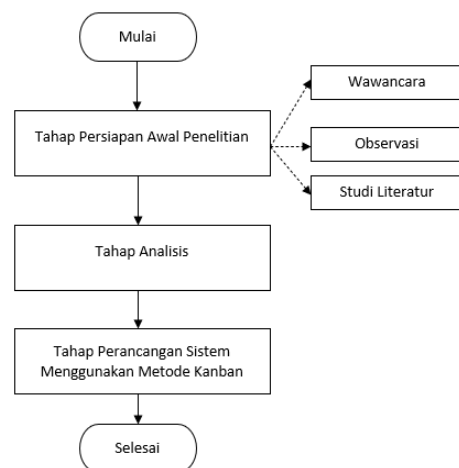 Mulai
Tahap Persiapan Awal Penelitian
Wawancara
Observasi
Studi Literatur
Tahap Analisis
Tahap Perancangan Sistem
Menggunakan Metode Kanban
Selesai